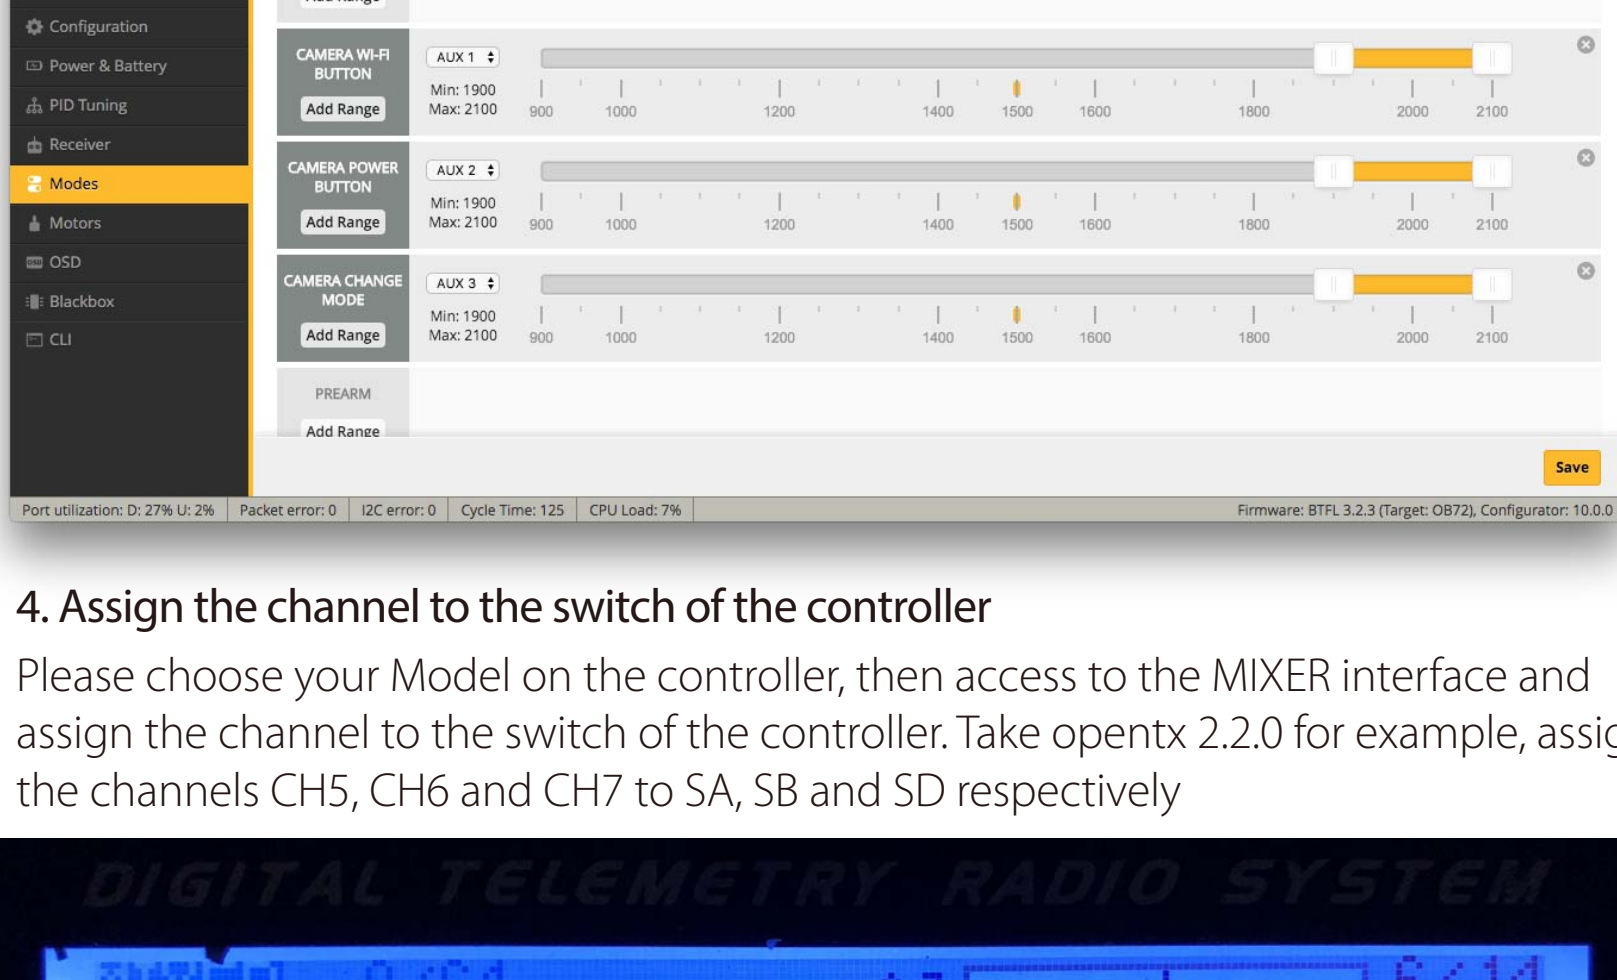 Configuration
Power & Battery
PID Tuning
Receiver
Modes
Motors
OSD
Blackbox
CLI
Add Range
CAMERA WI-FI
BUTTON
Add Range
AUX 1
Min: 1900
Max: 2100
900 1000 1200 1400 1500 1600 1800 2000 2100
CAMERA POWER
BUTTON
Add Range
AUX 2
Min: 1900
Max: 2100
900 1000 1200 1400 1500 1600 1800 2000 2100
CAMERA CHANGE
MODE
Add Range
AUX 3
Min: 1900
Max: 2100
900 1000 1200 1400 1500 1600 1800 2000 2100
PREARM
Add Range
Save
Port utilization: D: 27% U: 2% Packet error: 0 I2C error: 0 Cycle Time: 125 CPU Load: 7% Firmware: BTFL 3.2.3 (Target: OB72), Configurator: 10.0.0
4. Assign the channel to the switch of the controller
Please choose your Model on the controller, then access to the MIXER interface and
assign the channel to the switch of the controller. Take opentx 2.2.0 for example, assig
the channels CH5, CH6 and CH7 to SA, SB and SD respectively
DIGITAL TELEMETRY RADIO SYSTEM